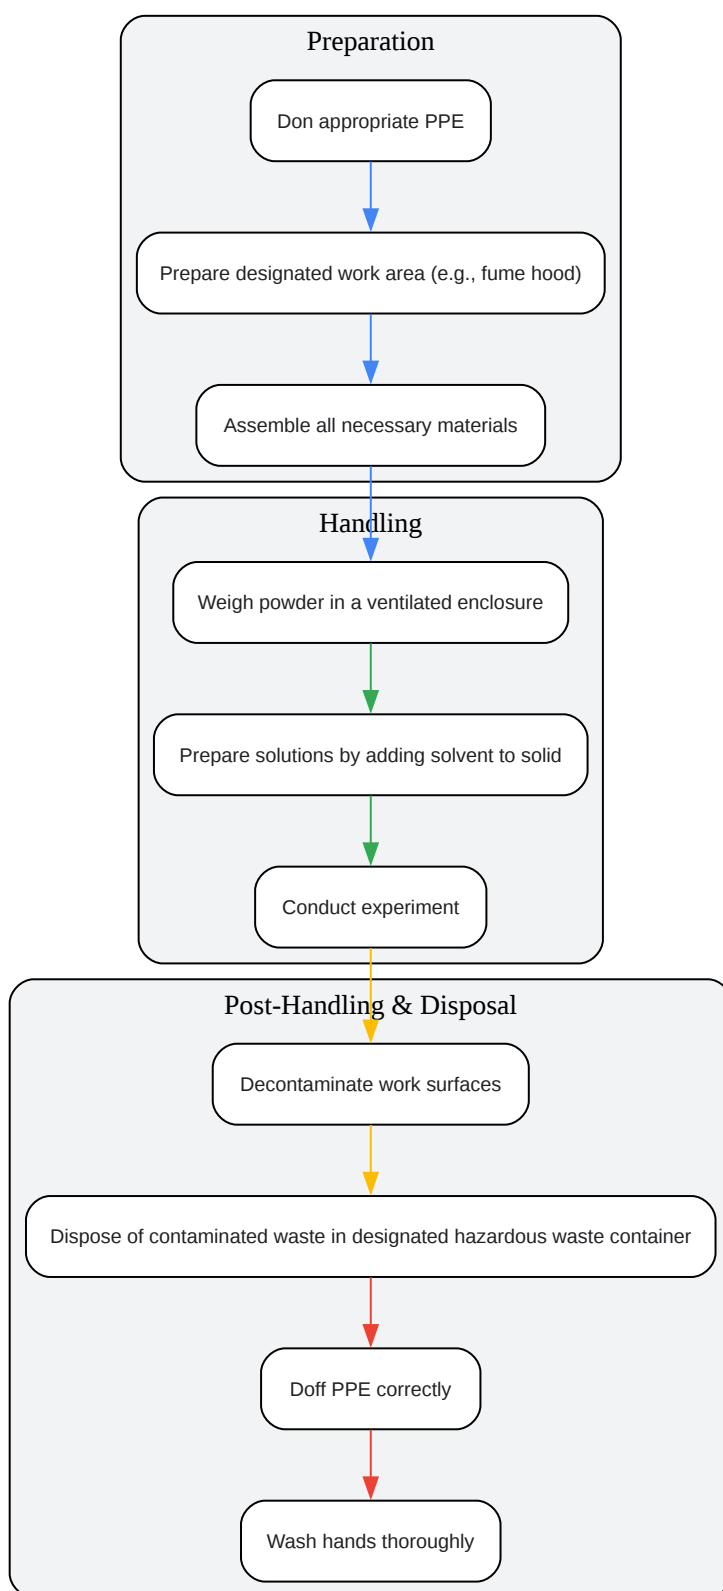 Preparation
Don appropriate PPE
Prepare designated work area (e.g., fume hood)
Assemble all necessary materials
Handling
Weigh powder in a ventilated enclosure
Prepare solutions by adding solvent to solid
Conduct experiment
Post-Handling & Disposal
Decontaminate work surfaces
Dispose of contaminated waste in designated hazardous waste container
Doff PPE correctly
Wash hands thoroughly